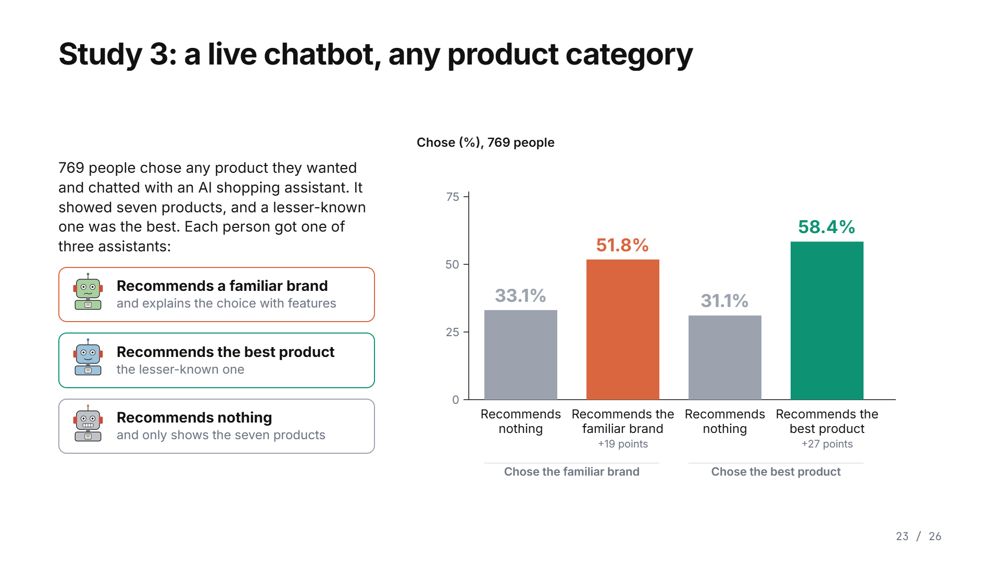 Study 3: a live chatbot, any product category
769 people chose any product they wanted
and chatted with an AI shopping assistant. It
showed seven products, and a lesser-known
one was the best. Each person got one of
three assistants:
Recommends a familiar brand
and explains the choice with features
Recommends the best product
the lesser-known one
Recommends nothing
and only shows the seven products
Chose (%), 769 people
75
50
25
0
33.1%
51.8%
31.1%
58.4%
Recommends
nothing
Recommends the
familiar brand
+19 points
Recommends
nothing
Recommends the
best product
+27 points
Chose the familiar brand
Chose the best product
23 / 26